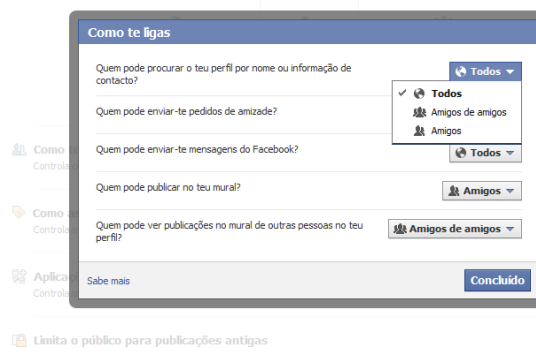 Como te ligas
Quem pode procurar o teu perfil por nome ou informação de
contacto?
Todos
Todos
Amigos de amigos
Amigos
Quem pode enviar-te pedidos de amizade?
Quem pode enviar-te mensagens do Facebook?
Todos
Quem pode publicar no teu mural?
Amigos
Quem pode ver publicações no mural de outras pessoas no teu
perfil?
Amigos de amigos
Sabe mais
Concluído
Como t
Controla
Como a
Controla
Aplicaç
Controla
Limita o público para publicações antigas